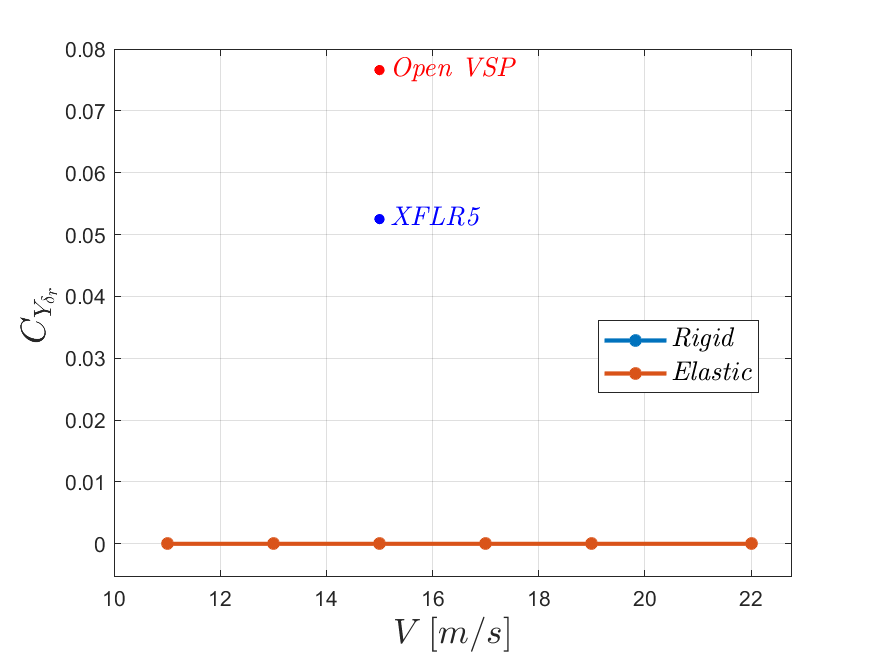 0.08
Open VSP
0.07
0.06
XFLR5
0.05
C_{Y_{δr}}
0.04
Rigid
0.03
Elastic
0.02
0.01
0
10 12 14 16 18 20 22
V [m/s]